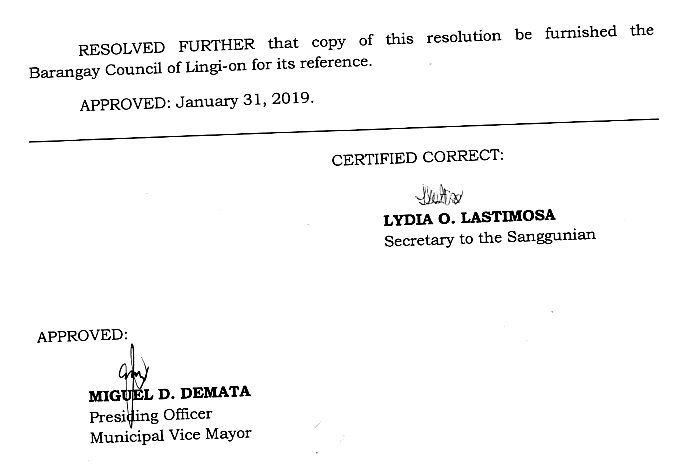 RESOLVED FURTHER that copy of this resolution be furnished the
Barangay Council of Lingi-on for its reference.
APPROVED: January 31, 2019.
CERTIFIED CORRECT:
LYDIA O. LASTIMOSA
Secretary to the Sanggunian
APPROVED:
MIGUEL D. DEMATA
Presiding Officer
Municipal Vice Mayor